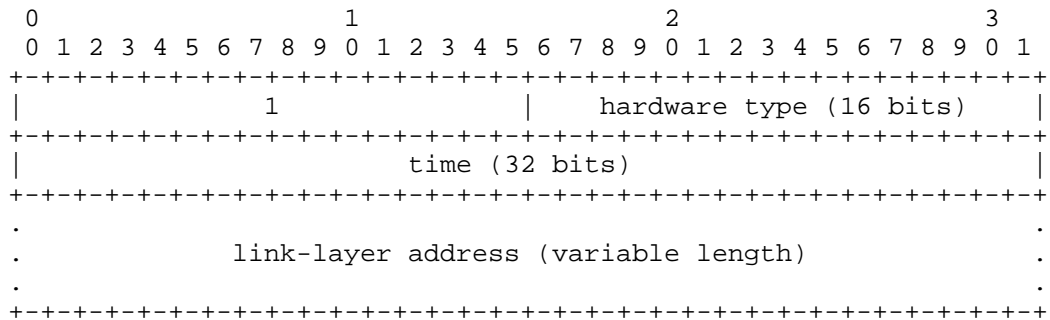 0                   1                   2                   3
 0 1 2 3 4 5 6 7 8 9 0 1 2 3 4 5 6 7 8 9 0 1 2 3 4 5 6 7 8 9 0 1
+-+-+-+-+-+-+-+-+-+-+-+-+-+-+-+-+-+-+-+-+-+-+-+-+-+-+-+-+-+-+-+-+
|               1               |    hardware type (16 bits)    |
+-+-+-+-+-+-+-+-+-+-+-+-+-+-+-+-+-+-+-+-+-+-+-+-+-+-+-+-+-+-+-+-+
|                        time (32 bits)                         |
+-+-+-+-+-+-+-+-+-+-+-+-+-+-+-+-+-+-+-+-+-+-+-+-+-+-+-+-+-+-+-+-+
.                                                               .
.             link-layer address (variable length)              .
.                                                               .
+-+-+-+-+-+-+-+-+-+-+-+-+-+-+-+-+-+-+-+-+-+-+-+-+-+-+-+-+-+-+-+-+